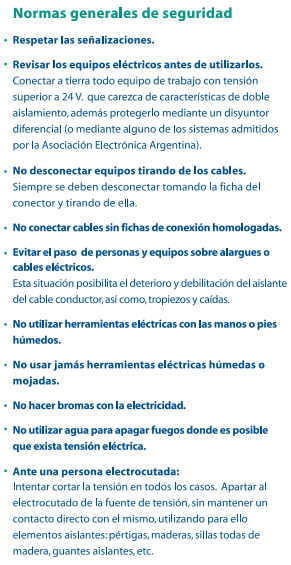 Normas generales de seguridad
• Respetar las señalizaciones.
• Revisar los equipos eléctricos antes de utilizarlos.
Conectar a tierra todo equipo de trabajo con tensión
superior a 24 V. que carezca de características de doble
aislamiento, además protegerlo mediante un disyuntor
diferencial (o mediante alguno de los sistemas admitidos
por la Asociación Electrónica Argentina).
• No desconectar equipos tirando de los cables.
Siempre se deben desconectar tomando la ficha del
conector y tirando de ella.
• No conectar cables sin fichas de conexión homologadas.
• Evitar el paso de personas y equipos sobre alargues o
cables eléctricos.
Esta situación posibilita el deterioro y debilitación del aislante
del cable conductor, así como, tropiezos y caídas.
• No utilizar herramientas eléctricas con las manos o pies
húmedos.
• No usar jamás herramientas eléctricas húmedas o
mojadas.
• No hacer bromas con la electricidad.
• No utilizar agua para apagar fuegos donde es posible
que exista tensión eléctrica.
• Ante una persona electrocutada:
Intentar cortar la tensión en todos los casos. Apartar al
electrocutado de la fuente de tensión, sin mantener un
contacto directo con el mismo, utilizando para ello
elementos aislantes: pértigas, maderas, sillas todas de
madera, guantes aislantes, etc.